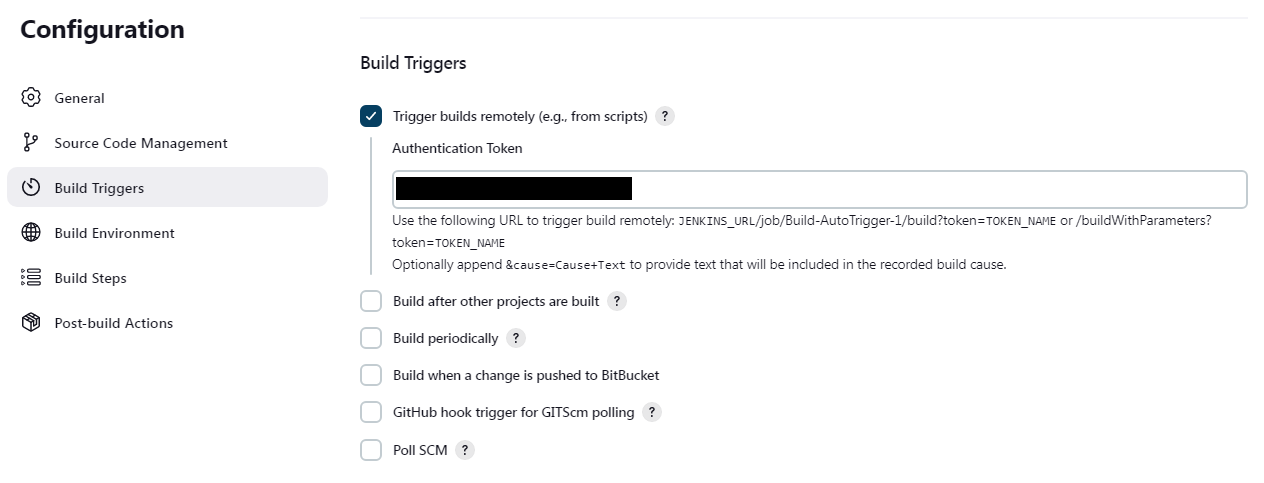 Configuration
General
Source Code Management
Build Triggers
Build Environment
Build Steps
Post-build Actions
Build Triggers
Trigger builds remotely (e.g., from scripts) ?
Authentication Token
Use the following URL to trigger build remotely: JENKINS_URL/job/Build-AutoTrigger-1/build?token=TOKEN_NAME or /buildWithParameters?
token=TOKEN_NAME
Optionally append &cause=Cause+Text to provide text that will be included in the recorded build cause.
Build after other projects are built ?
Build periodically ?
Build when a change is pushed to BitBucket
GitHub hook trigger for GITScm polling ?
Poll SCM ?